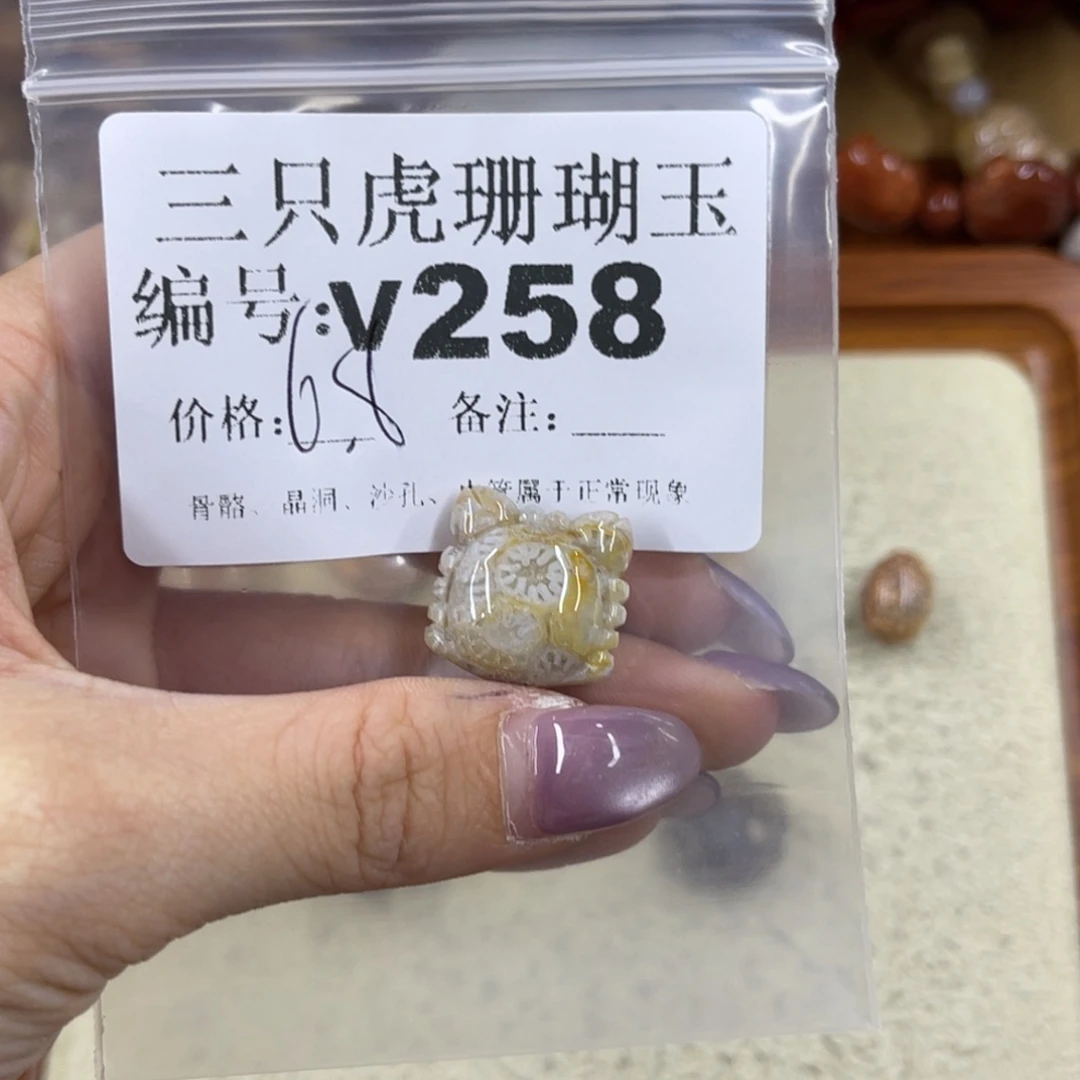 三只虎珊瑚玉
编号:v258
价格: 68 备注:
骨骼、晶洞、沙孔、 属于正常现象